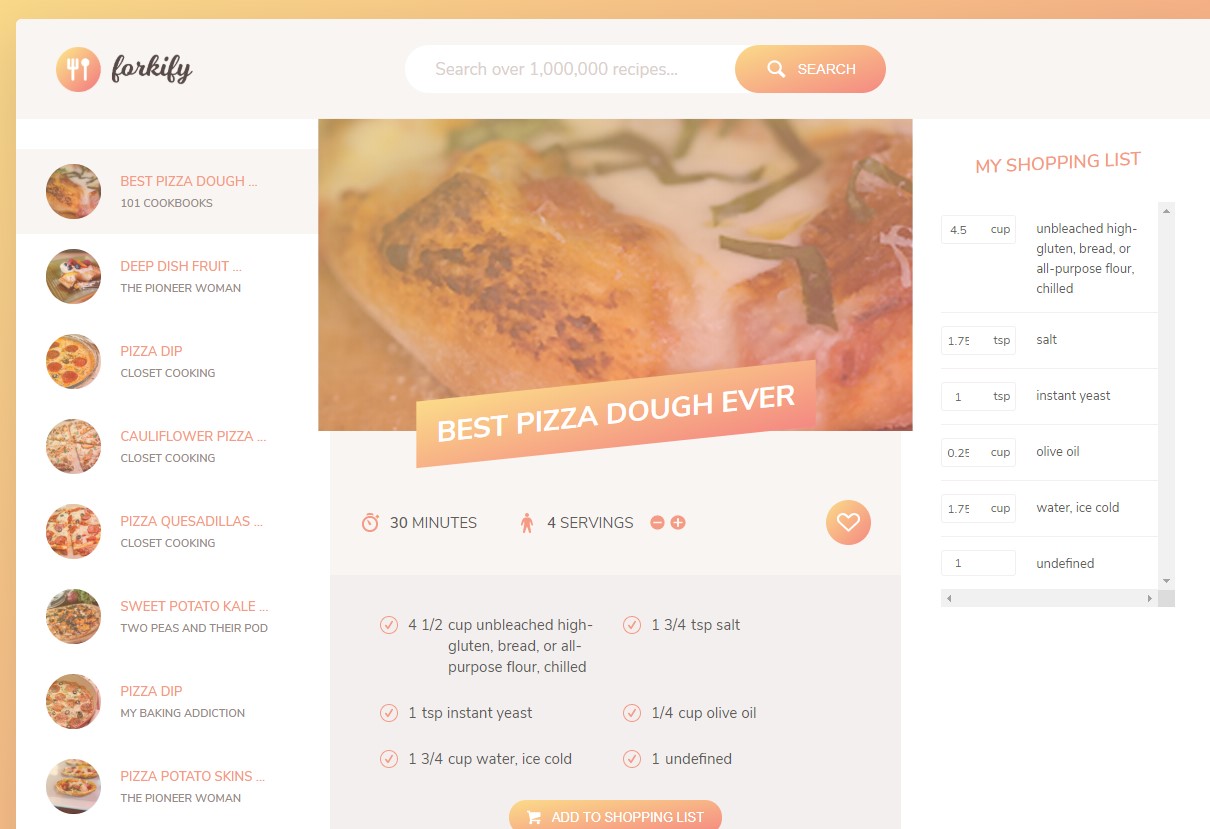 forkify
Search over 1,000,000 recipes...
SEARCH
BEST PIZZA DOUGH ...
101 COOKBOOKS
DEEP DISH FRUIT ...
THE PIONEER WOMAN
PIZZA DIP
CLOSET COOKING
CAULIFLOWER PIZZA ...
CLOSET COOKING
PIZZA QUESADILLAS ...
CLOSET COOKING
SWEET POTATO KALE ...
TWO PEAS AND THEIR POD
PIZZA DIP
MY BAKING ADDICTION
PIZZA POTATO SKINS ...
THE PIONEER WOMAN
BEST PIZZA DOUGH EVER
30 MINUTES
4 SERVINGS
4 1/2 cup unbleached high-
gluten, bread, or all-
purpose flour, chilled
1 3/4 tsp salt
1 tsp instant yeast
1/4 cup olive oil
1 3/4 cup water, ice cold
1 undefined
ADD TO SHOPPING LIST
MY SHOPPING LIST
4.5 cup unbleached high-
gluten, bread, or
all-purpose flour,
chilled
1.75 tsp salt
1 tsp instant yeast
0.25 cup olive oil
1.75 cup water, ice cold
1 undefined